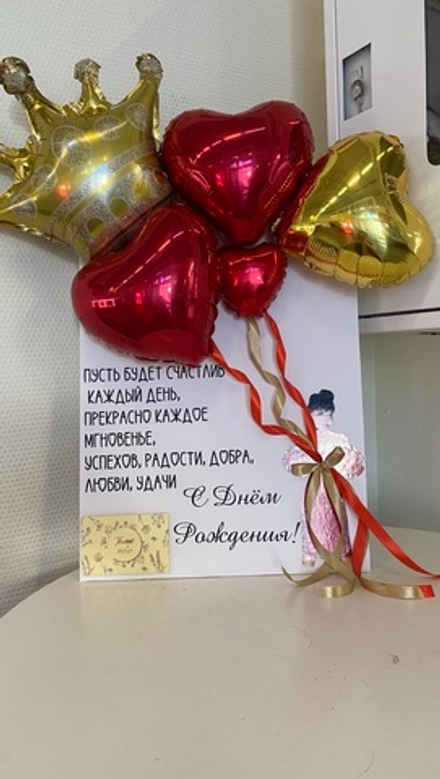 ПУСТЬ БУДЕТ СЧАСТЛИВ
КАЖДЫЙ ДЕНЬ,
ПРЕКРАСНО КАЖДОЕ
МГНОВЕНЬЕ,
УСПЕХОВ, РАДОСТИ, ДОБРА,
ЛЮБВИ, УДАЧИ
С Днём
Рождения!